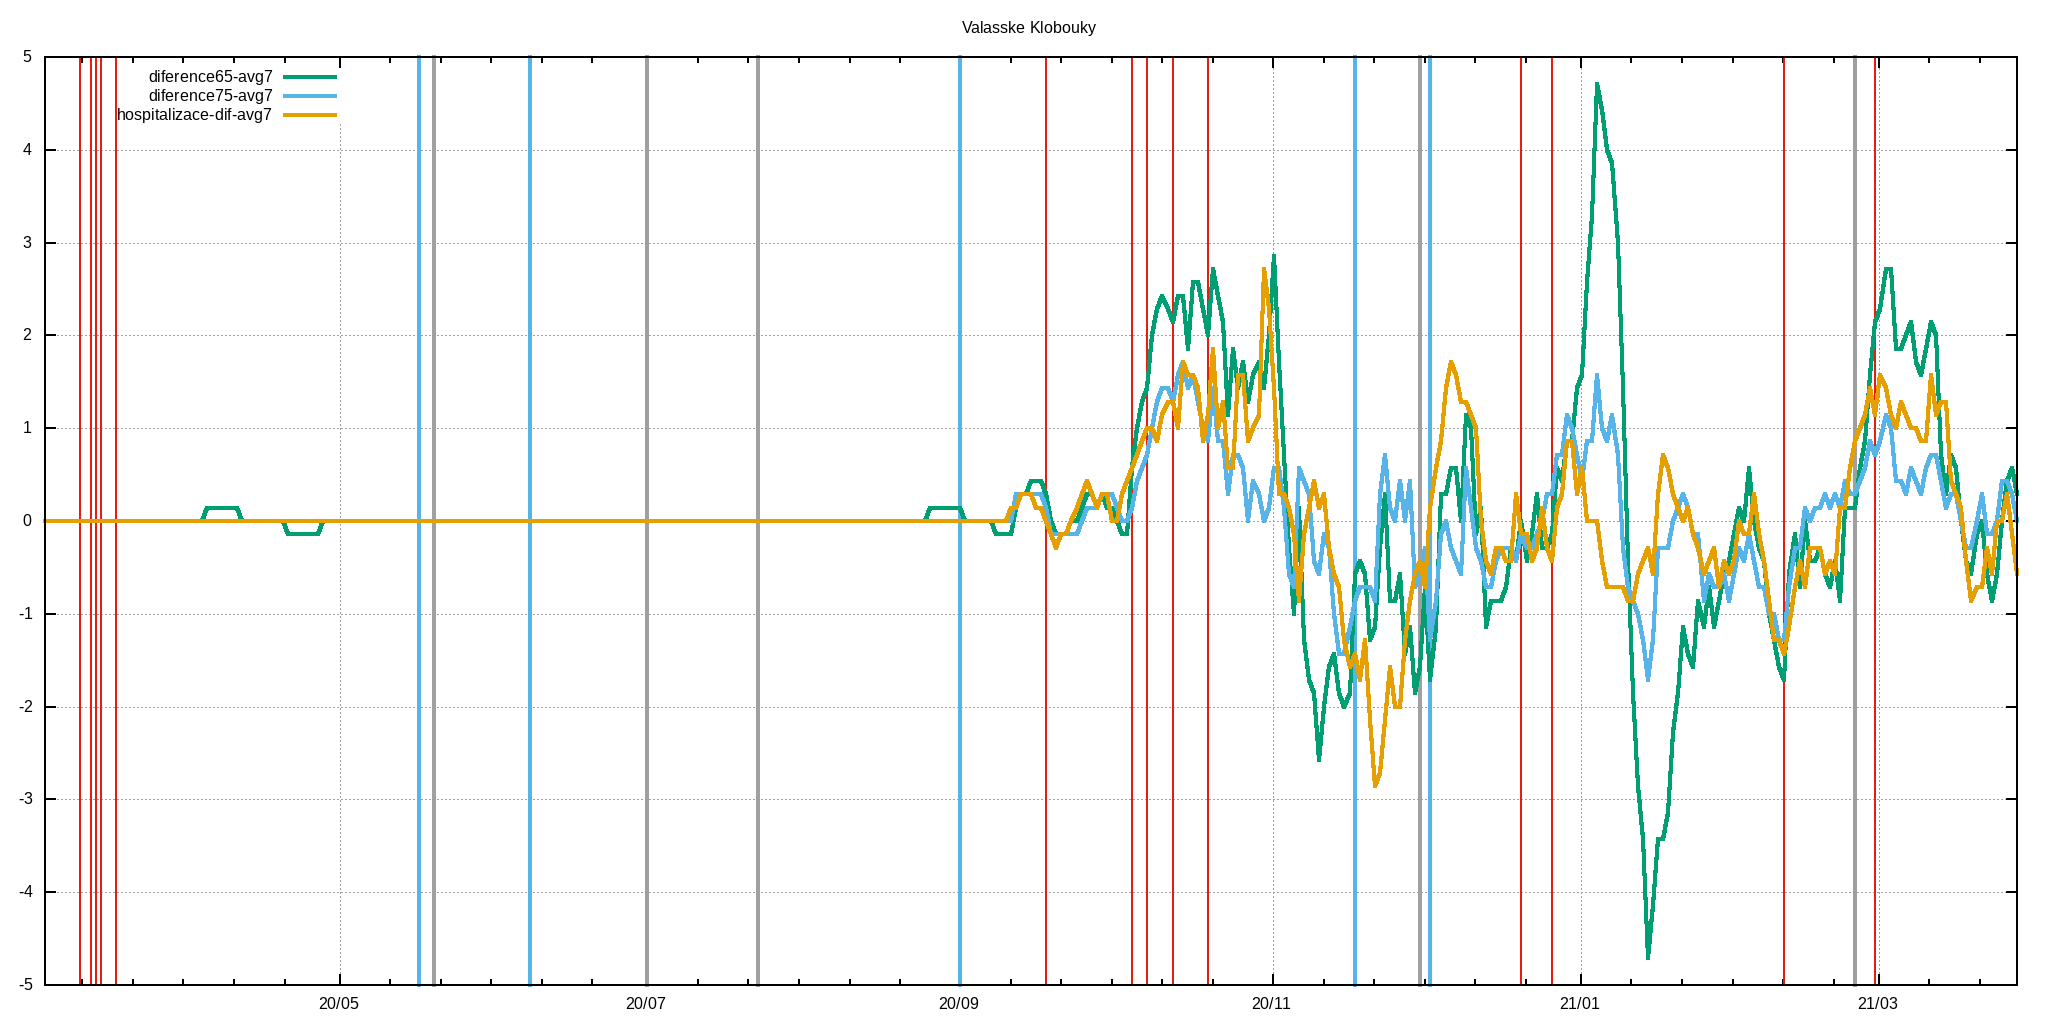 Valasske Klobouky
diference65-avg7
diference75-avg7
hospitalizace-dif-avg7
5
4
3
2
1
0
-1
-2
-3
-4
-5
20/05 20/07 20/09 20/11 21/01 21/03